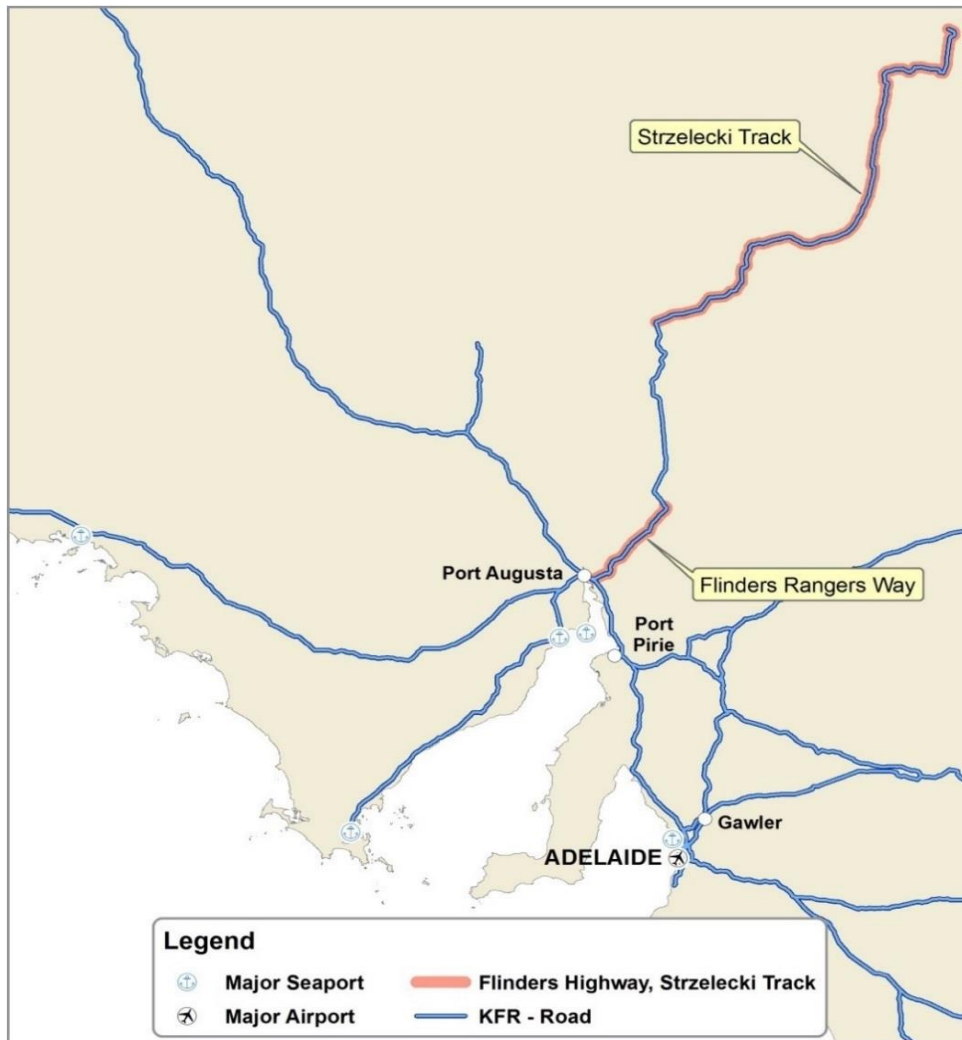 Strzelecki Track
Port Augusta
Flinders Rangers Way
Port
Pirie
Gawler
ADELAIDE
Legend
Major Seaport
Flinders Highway, Strzelecki Track
Major Airport
KFR - Road